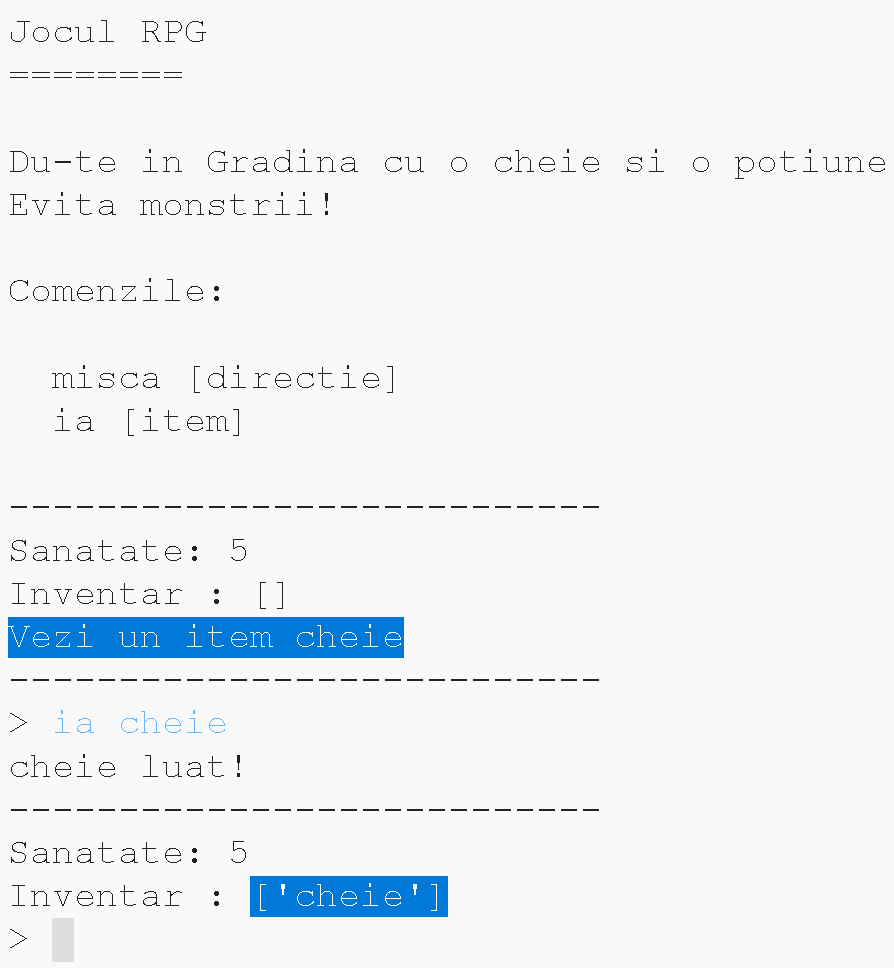 Jocul RPG
========
Du-te in Gradina cu o cheie si o potiune
Evita monstrii!
Comenzile:
misca [directie]
ia [item]
---------------------------
Sanatate: 5
Inventar : []
Vezi un item cheie
---------------------------
> ia cheie
cheie luat!
---------------------------
Sanatate: 5
Inventar : ['cheie']
>